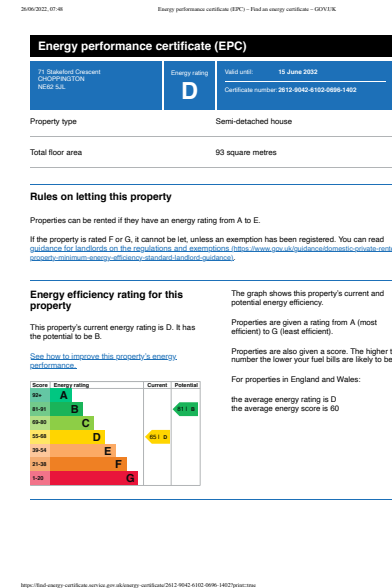 26/06/2022, 07:48 Energy performance certificate (EPC) – Find an energy certificate – GOV.UK
Energy performance certificate (EPC)
71 Stakeford Crescent
CHOPPINGTON
NE62 5JL
Energy rating
D
Valid until: 15 June 2032
Certificate number: 2612-9042-6102-0696-1402
Property type Semi-detached house
Total floor area 93 square metres
Rules on letting this property
Properties can be rented if they have an energy rating from A to E.
If the property is rated F or G, it cannot be let, unless an exemption has been registered. You can read
guidance for landlords on the regulations and exemptions (https://www.gov.uk/guidance/domestic-private-rente
property-minimum-energy-efficiency-standard-landlord-guidance).
Energy efficiency rating for this
property
This property's current energy rating is D. It has
the potential to be B.
See how to improve this property's energy
performance.
Score Energy rating Current Potential
92+ A
81-91 B 81 | B
69-80 C
55-68 D 65 | D
39-54 E
21-38 F
1-20 G
The graph shows this property's current and
potential energy efficiency.
Properties are given a rating from A (most
efficient) to G (least efficient).
Properties are also given a score. The higher t
number the lower your fuel bills are likely to be
For properties in England and Wales:
the average energy rating is D
the average energy score is 60
https://find-energy-certificate.service.gov.uk/energy-certificate/2612-9042-6102-0696-1402?print=true